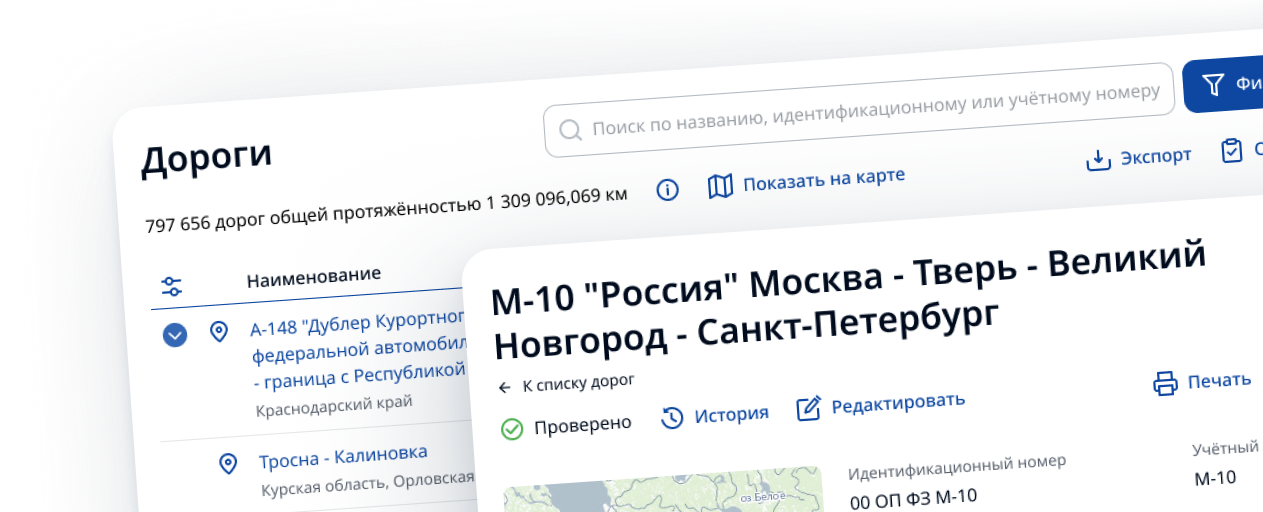 Дороги
Поиск по названию, идентификационному или учётному номеру
797 656 дорог общей протяжённостью 1 309 096,069 км
Показать на карте
Экспорт
Наименование
А-148 "Дублер Курортног
федеральной автомобил
- граница с Республикой
Краснодарский край
Тросна - Калиновка
Курская область, Орловская
М-10 "Россия" Москва - Тверь - Великий
Новгород - Санкт-Петербург
К списку дорог
Проверено
История
Редактировать
Печать
оз Белое
Идентификационный номер
00 ОП ФЗ М-10
Учётный
М-10